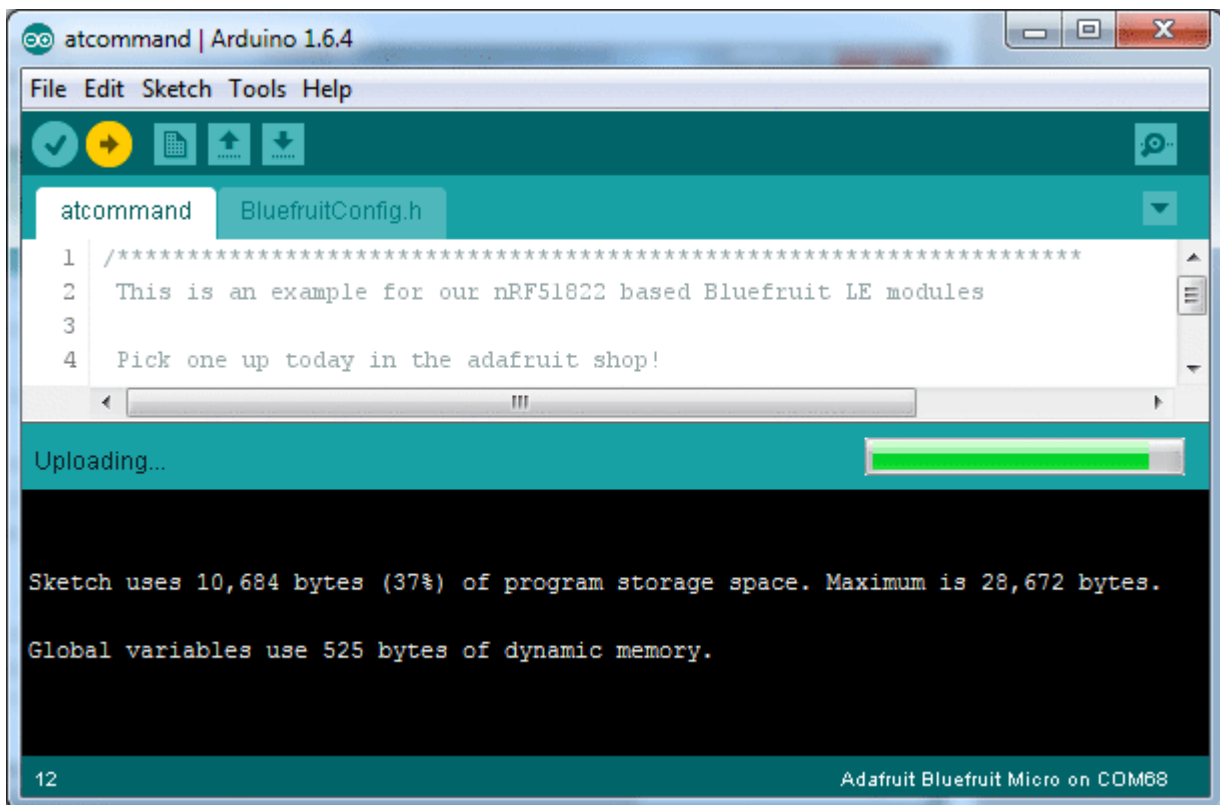 atcommand | Arduino 1.6.4
File Edit Sketch Tools Help
atcommand BluefruitConfig.h
1 /*********************************************************************
2 This is an example for our nRF51822 based Bluefruit LE modules
3
4 Pick one up today in the adafruit shop!
Uploading...
Sketch uses 10,684 bytes (37%) of program storage space. Maximum is 28,672 bytes.
Global variables use 525 bytes of dynamic memory.
12 Adafruit Bluefruit Micro on COM68